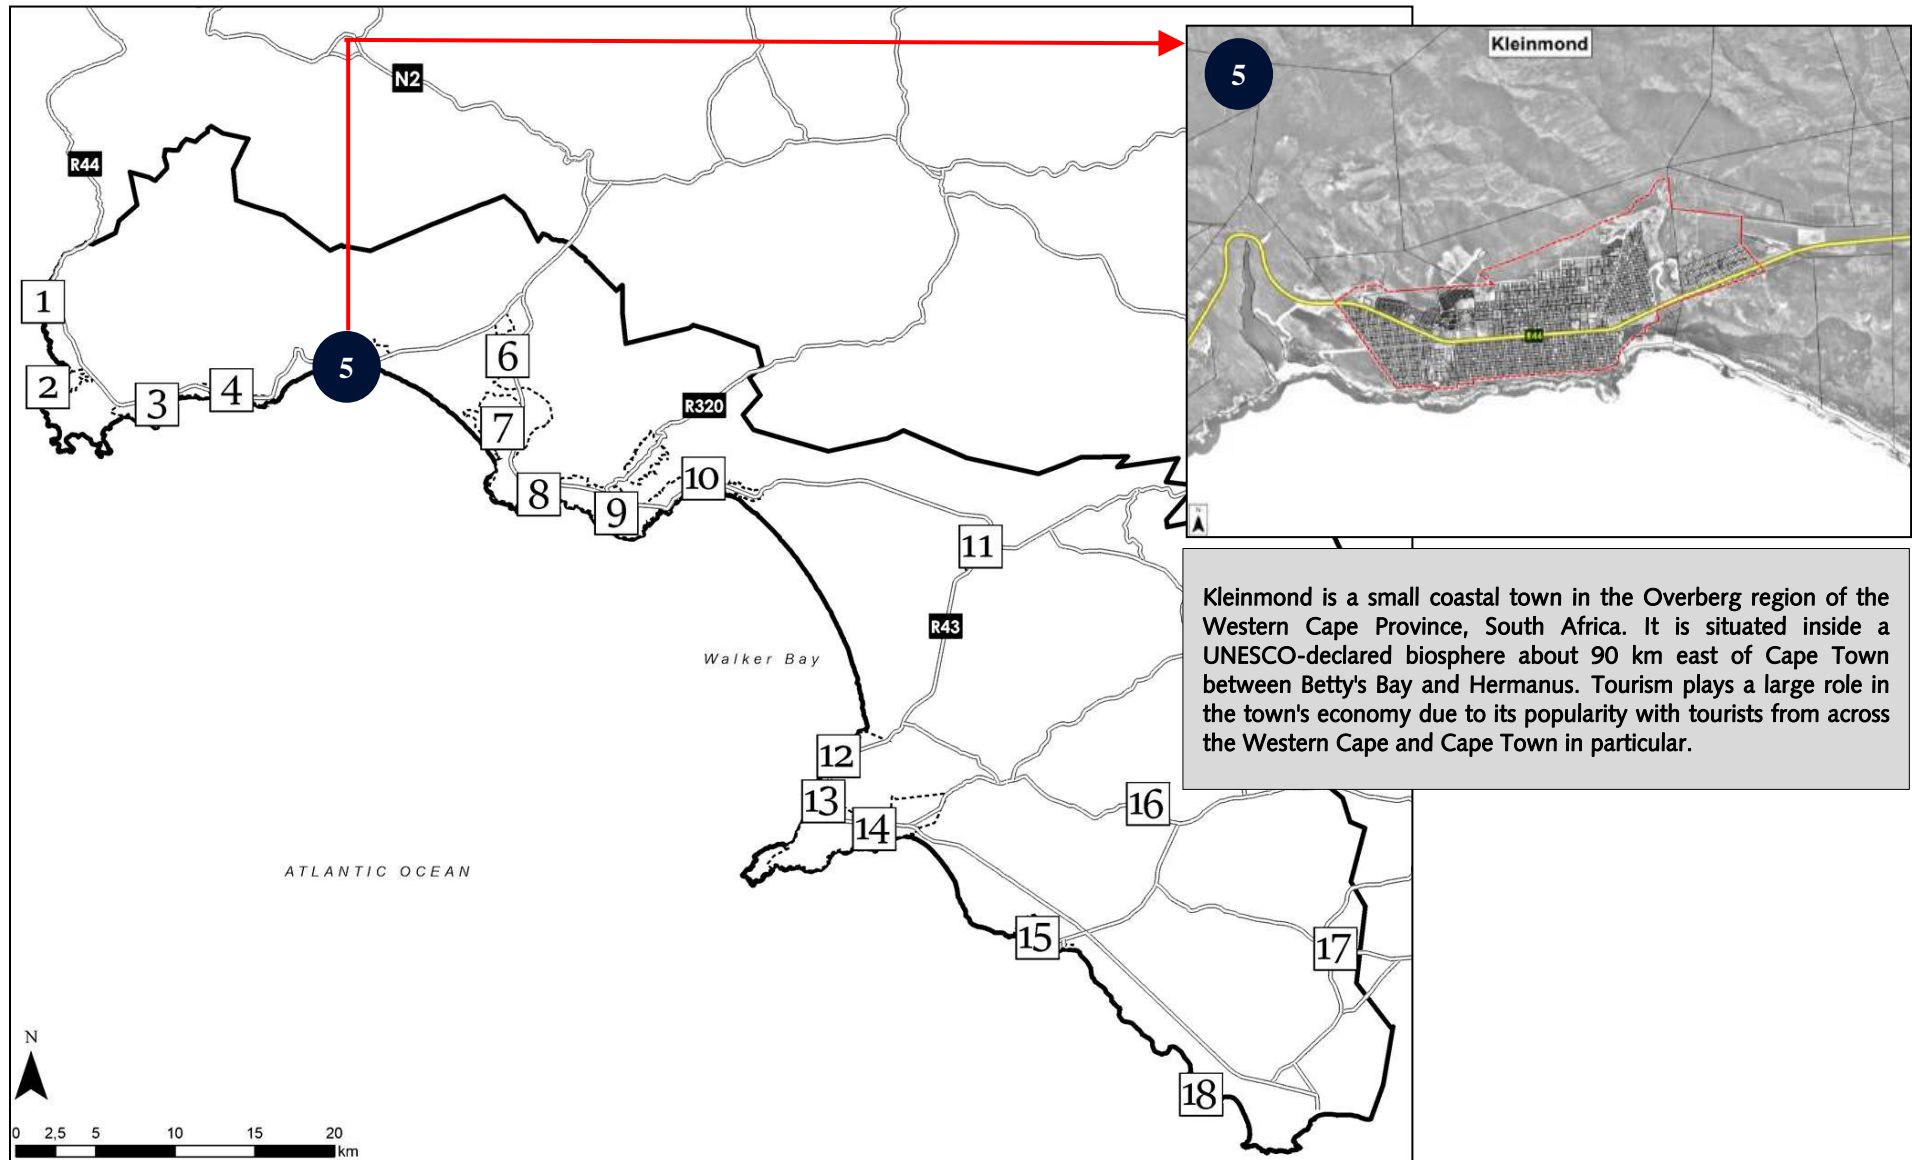 N2
R44
1
2
3
4
5
6
7
8
9
10
R320
11
R43
Walker Bay
12
13
14
15
16
17
18
ATLANTIC OCEAN
N
0 2,5 5 10 15 20
km
5
Kleinmond
R44
N
Kleinmond is a small coastal town in the Overberg region of the
Western Cape Province, South Africa. It is situated inside a
UNESCO-declared biosphere about 90 km east of Cape Town
between Betty's Bay and Hermanus. Tourism plays a large role in
the town's economy due to its popularity with tourists from across
the Western Cape and Cape Town in particular.